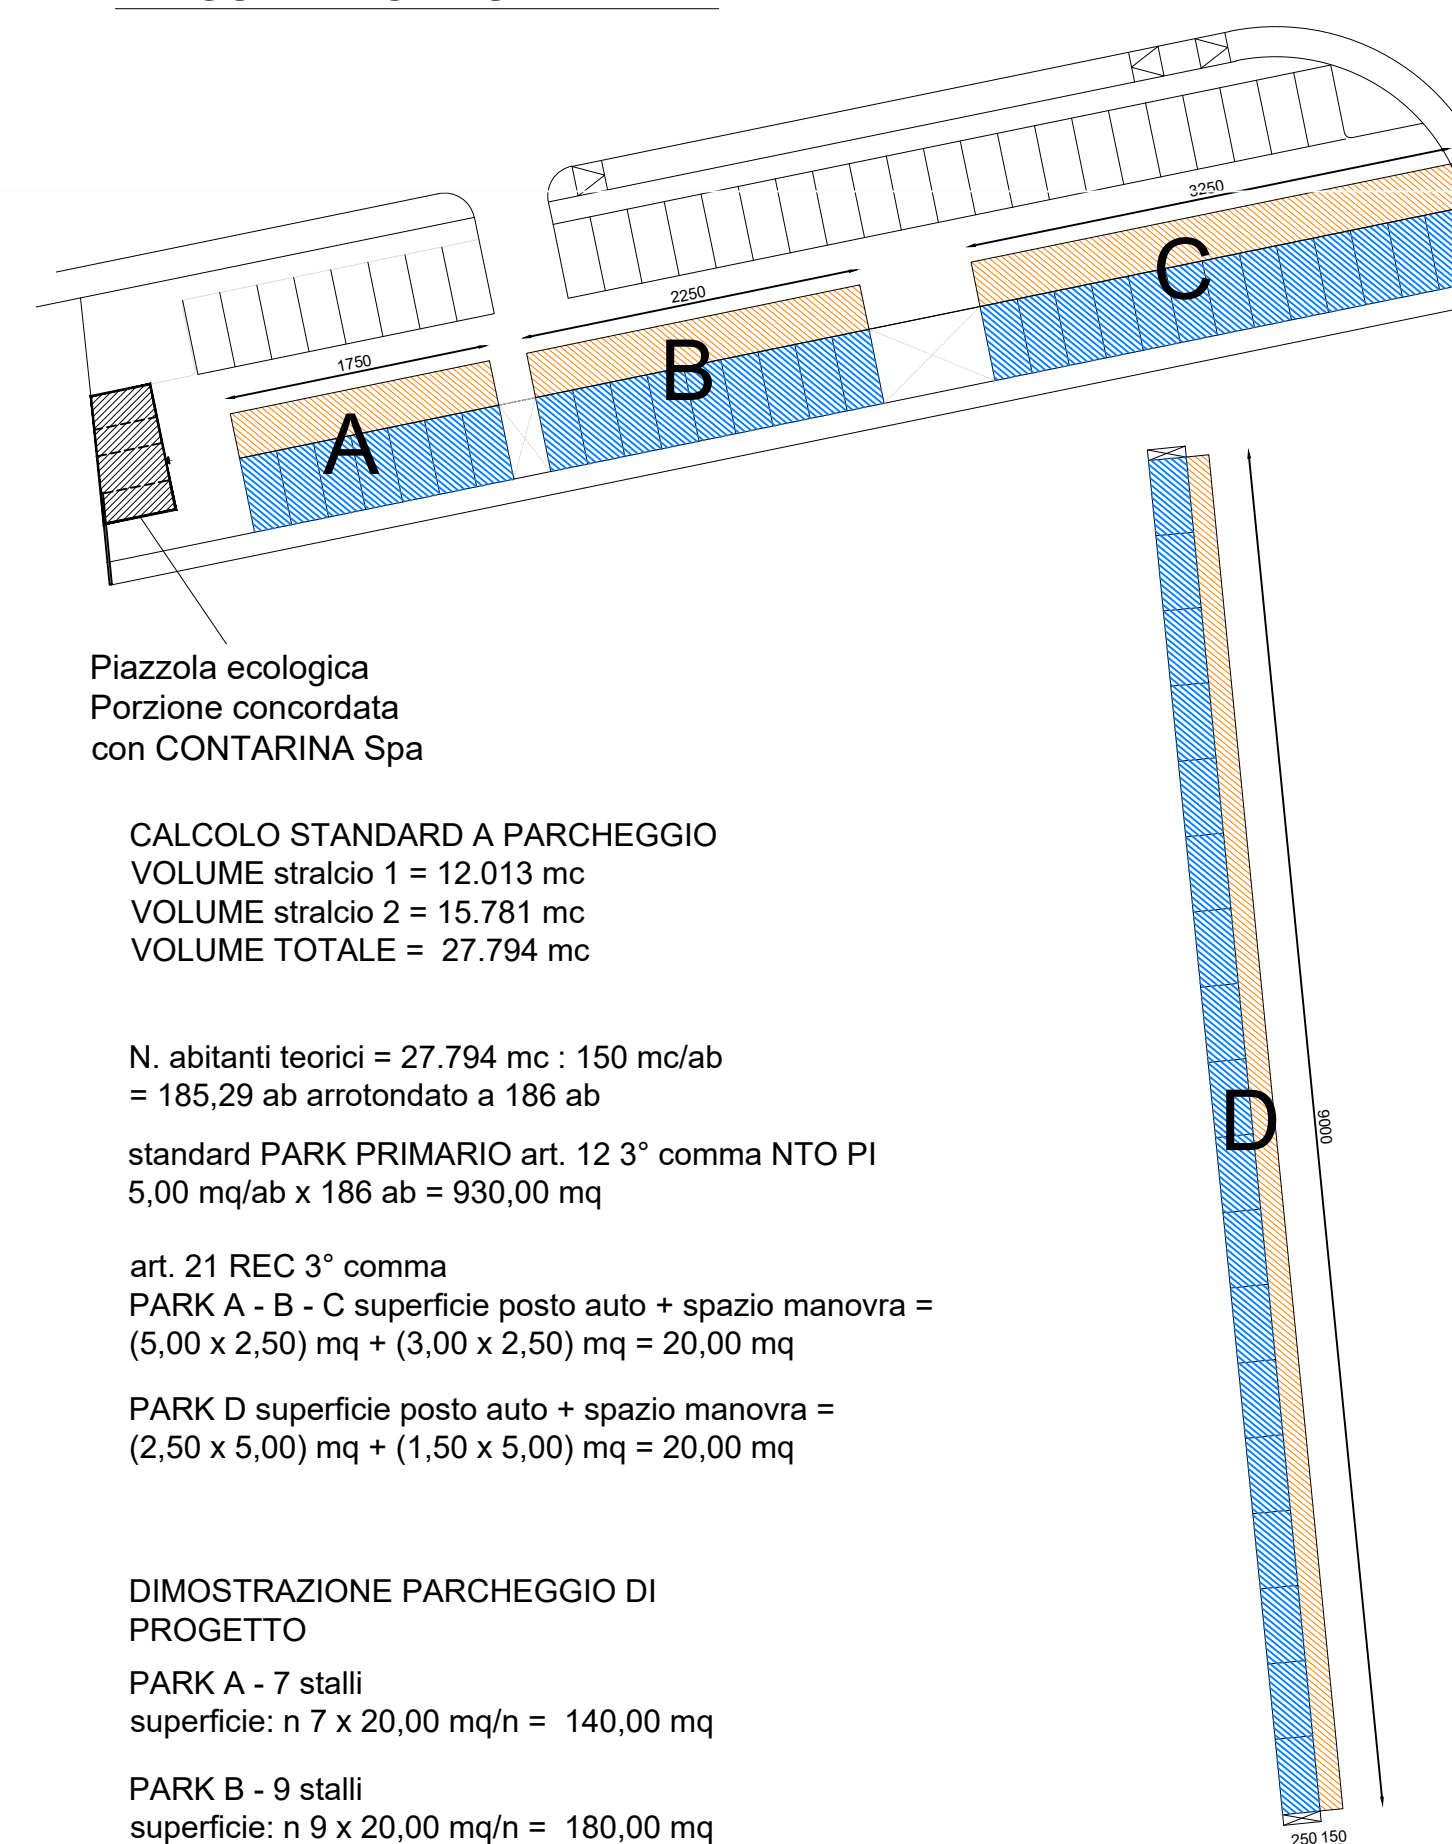 3250
C
2250
B
1750
A
Piazzola ecologica
Porzione concordata
con CONTARINA Spa
CALCOLO STANDARD A PARCHEGGIO
VOLUME stralcio 1 = 12.013 mc
VOLUME stralcio 2 = 15.781 mc
VOLUME TOTALE =  27.794 mc
N. abitanti teorici = 27.794 mc : 150 mc/ab
= 185,29 ab arrotondato a 186 ab
D
9000
standard PARK PRIMARIO art. 12 3° comma NTO PI
5,00 mq/ab x 186 ab = 930,00 mq
art. 21 REC 3° comma
PARK A - B - C superficie posto auto + spazio manovra =
(5,00 x 2,50) mq + (3,00 x 2,50) mq = 20,00 mq
PARK D superficie posto auto + spazio manovra =
(2,50 x 5,00) mq + (1,50 x 5,00) mq = 20,00 mq
DIMOSTRAZIONE PARCHEGGIO DI
PROGETTO
PARK A - 7 stalli
superficie: n 7 x 20,00 mq/n =  140,00 mq
PARK B - 9 stalli
superficie: n 9 x 20,00 mq/n =  180,00 mq
250 150